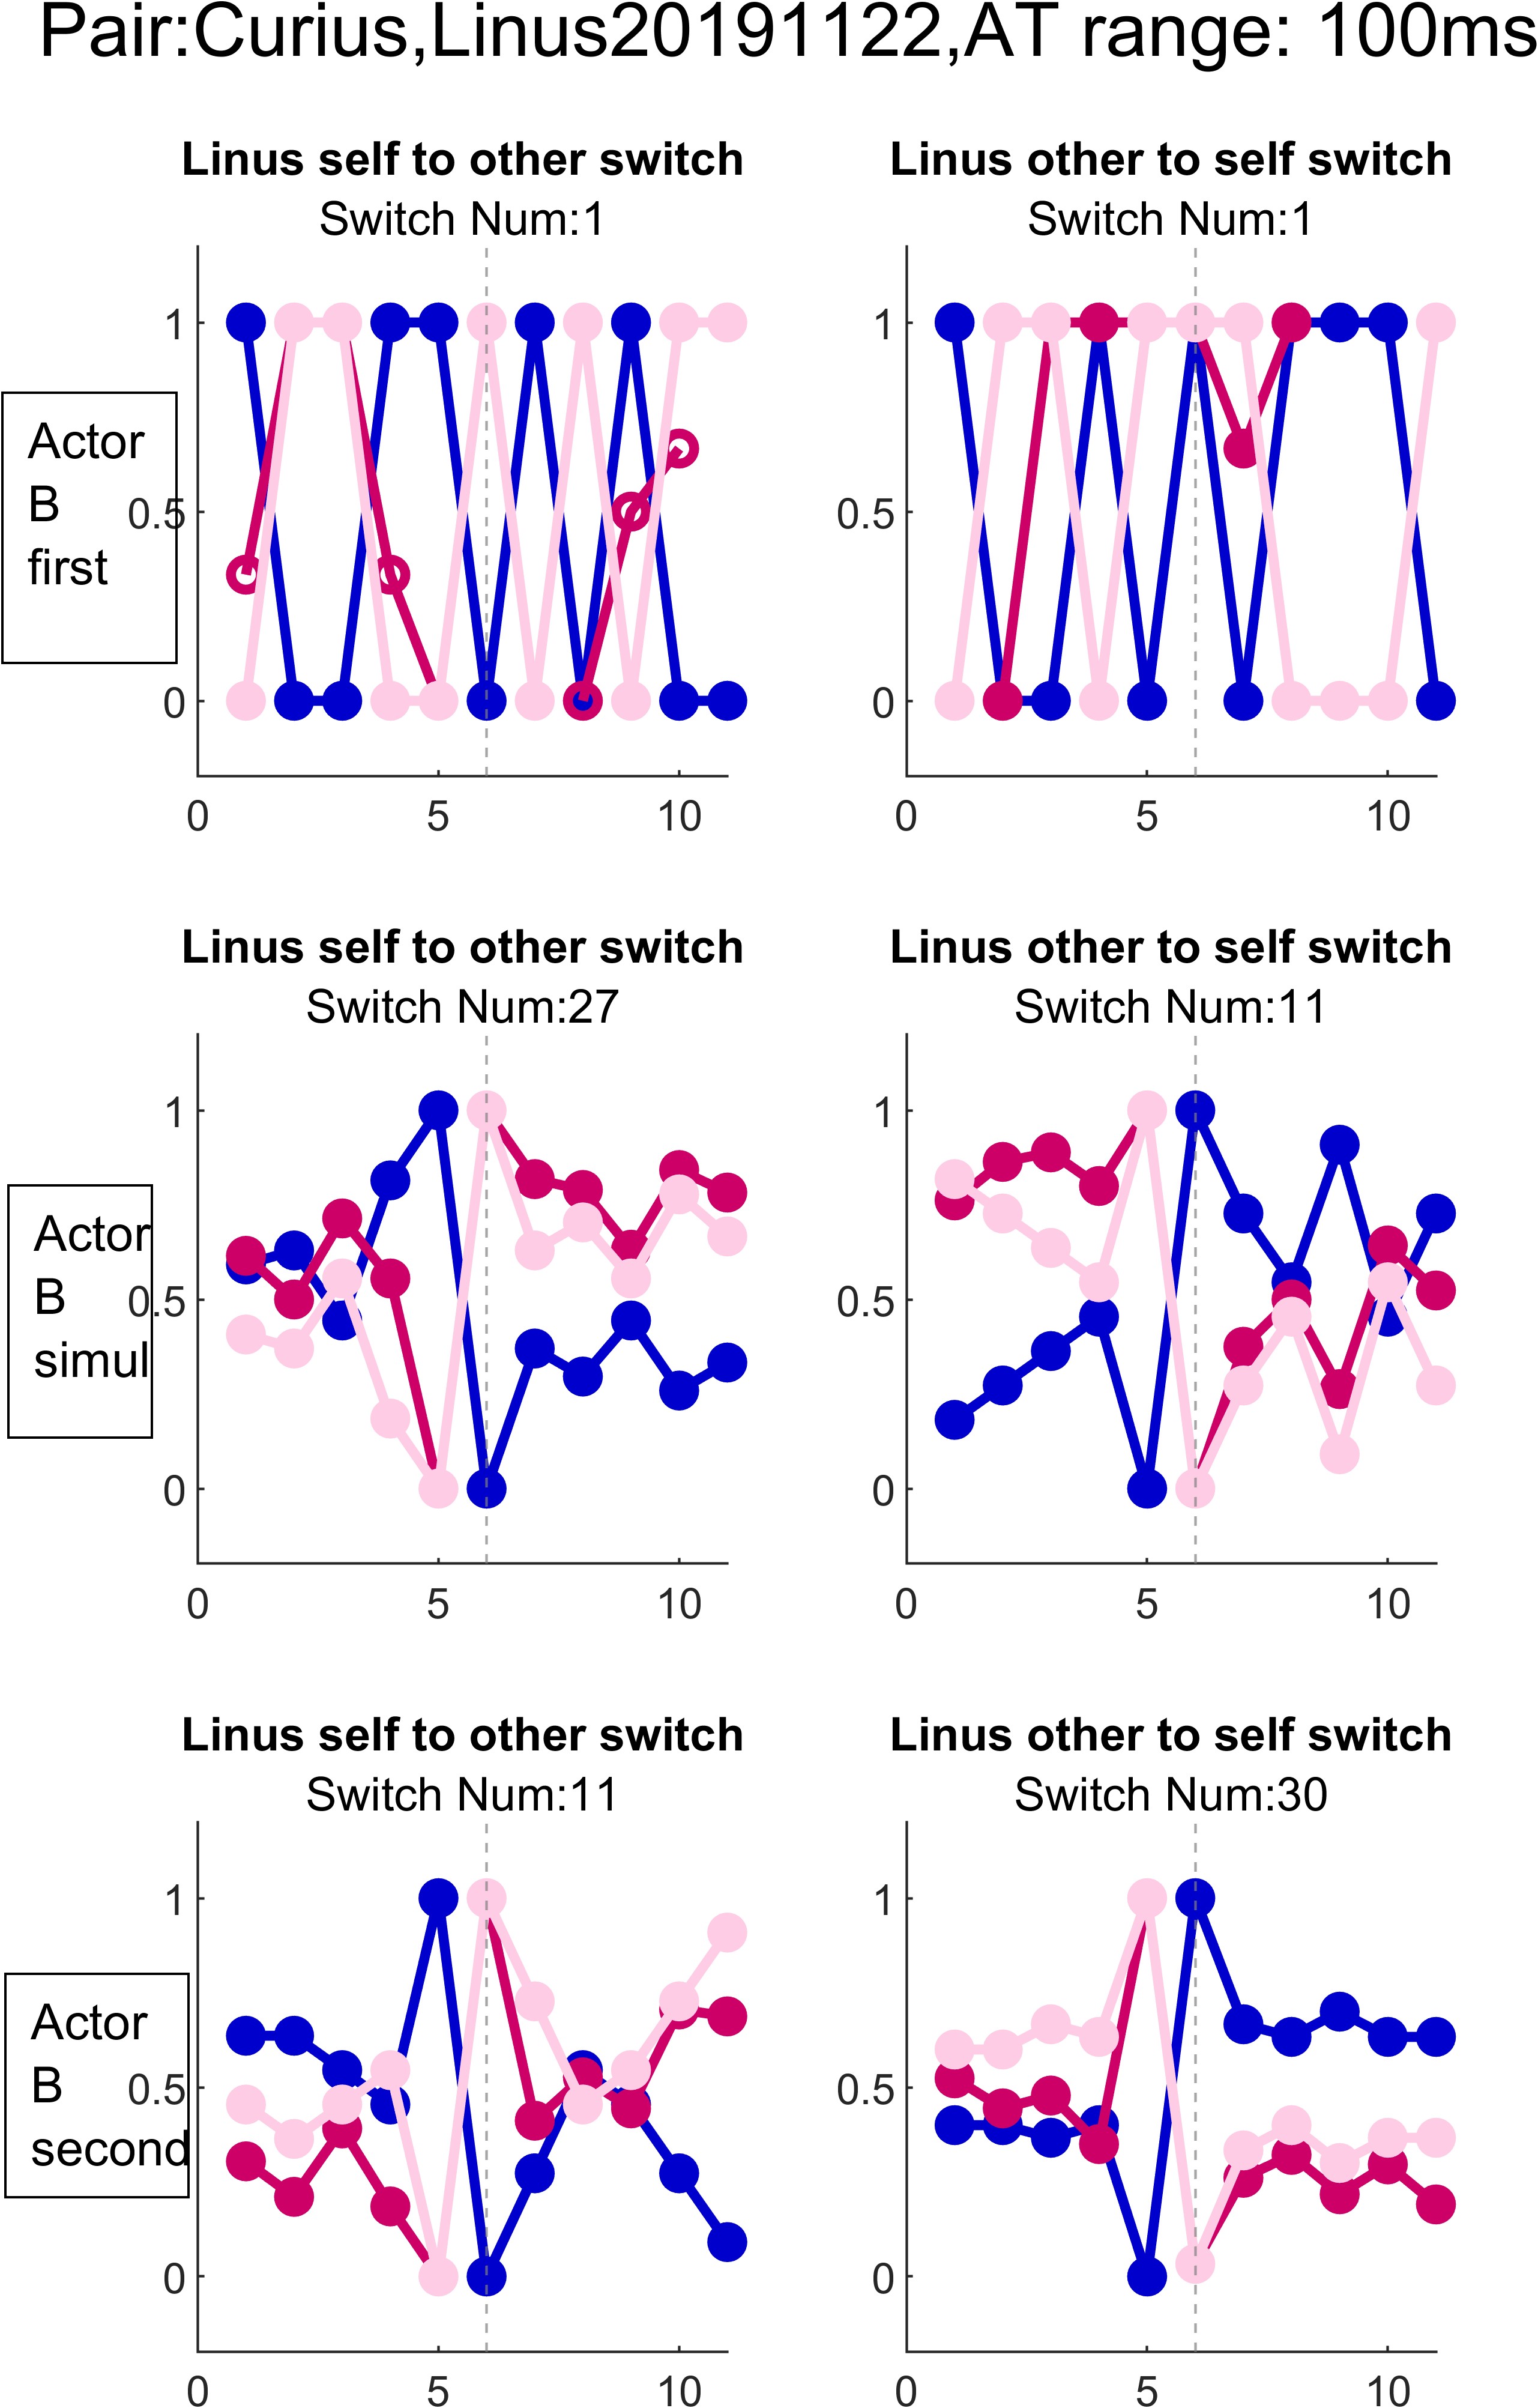 Pair:Curius,Linus20191122,AT range: 100ms
Linus self to other switch
Switch Num:1
Linus other to self switch
Switch Num:1
Actor
B
first
1
0.5
0
0
5
10
1
0.5
0
0
5
10
Linus self to other switch
Switch Num:27
Linus other to self switch
Switch Num:11
Actor
B
simul
1
0.5
0
0
5
10
1
0.5
0
0
5
10
Linus self to other switch
Switch Num:11
Linus other to self switch
Switch Num:30
Actor
B
second
1
0.5
0
0
5
10
1
0.5
0
0
5
10